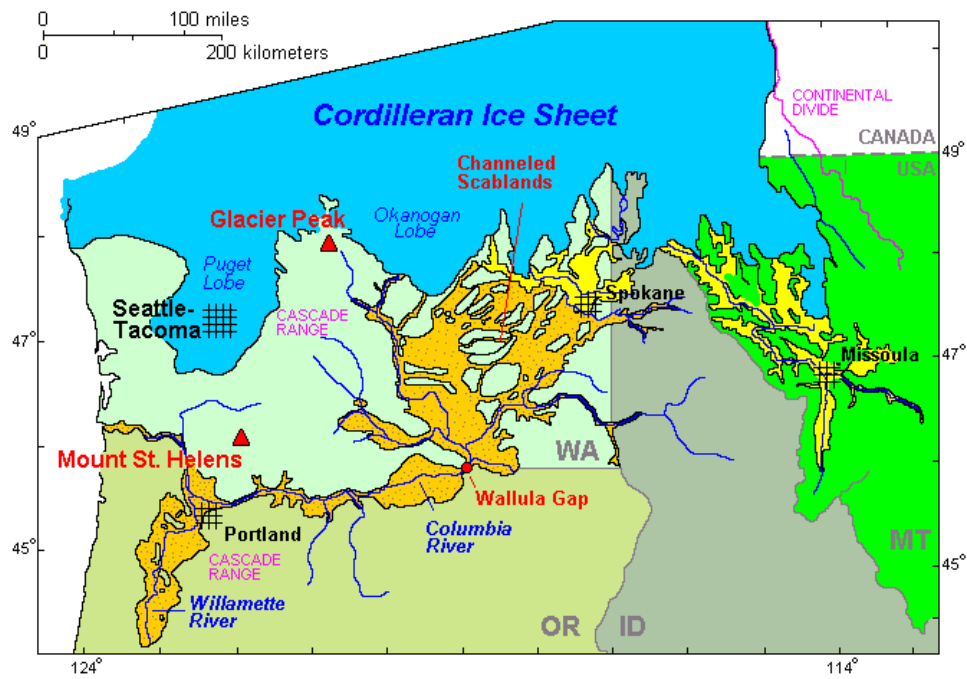 0 100 miles
0 200 kilometers
Cordilleran Ice Sheet
CONTINENTAL
DIVIDE
49°
CANADA
49°
USA
Channeled
Scablands
Glacier Peak
Okanogan
Lobe
Puget
Lobe
Seattle-
Tacoma
Spokane
CASCADE
RANGE
47°
47°
Missoula
Mount St. Helens
WA
Wallula Gap
Portland
Columbia
River
MT
45°
45°
CASCADE
RANGE
Willamette
River
OR
ID
124°
114°